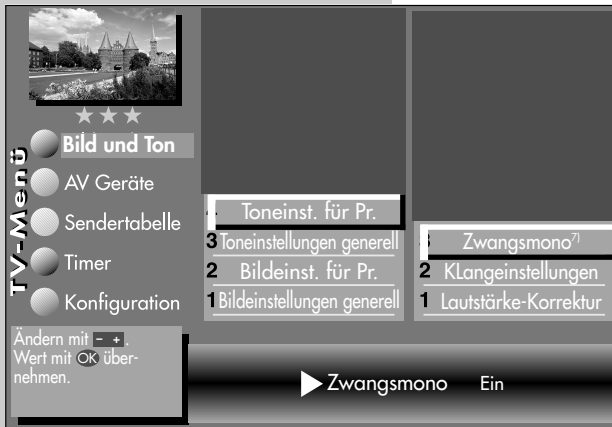 TV-Menü
Bild und Ton
AV Geräte
Sendertabelle
Timer
Konfiguration
Ändern mit - + .
Wert mit OK über-
nehmen.
4 Toneinst. für Pr.
3 Toneinstellungen generell
2 Bildeinst. für Pr.
1 Bildeinstellungen generell
3 Zwangsmono7)
2 KLangeinstellungen
1 Lautstärke-Korrektur
Zwangsmono Ein